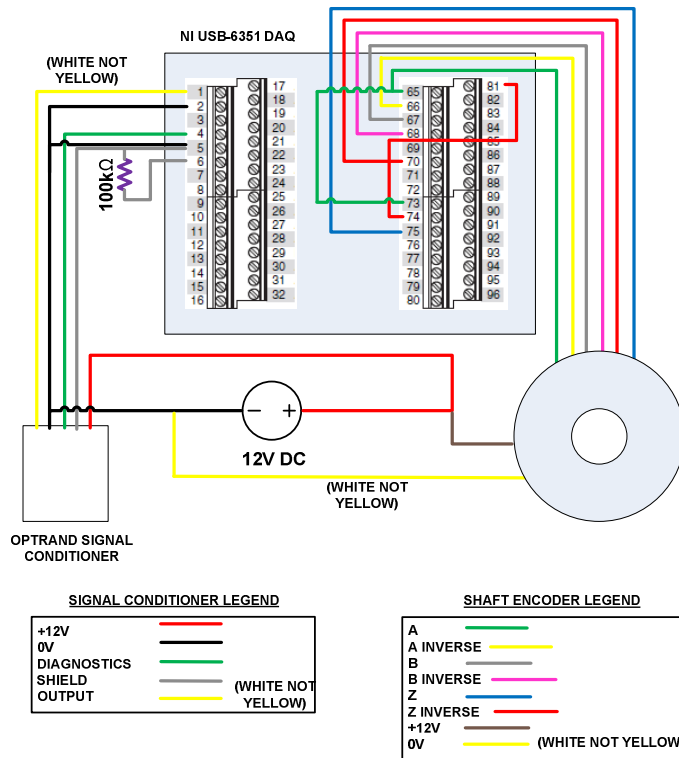 NI USB-6351 DAQ
(WHITE NOT
YELLOW)
1 17
2 18
3 19
4 20
5 21
6 22
7 23
8 24
9 25
10 26
11 27
12 28
13 29
14 30
15 31
16 32
65 81
66 82
67 83
68 84
69 85
70 86
71 87
72 88
73 89
74 90
75 91
76 92
77 93
78 94
79 95
80 96
100kΩ
− +
12V DC
(WHITE NOT
YELLOW)
OPTRAND SIGNAL
CONDITIONER
SIGNAL CONDITIONER LEGEND
+12V
0V
DIAGNOSTICS
SHIELD
OUTPUT (WHITE NOT
YELLOW)
SHAFT ENCODER LEGEND
A
A INVERSE
B
B INVERSE
Z
Z INVERSE
+12V
0V (WHITE NOT YELLOW